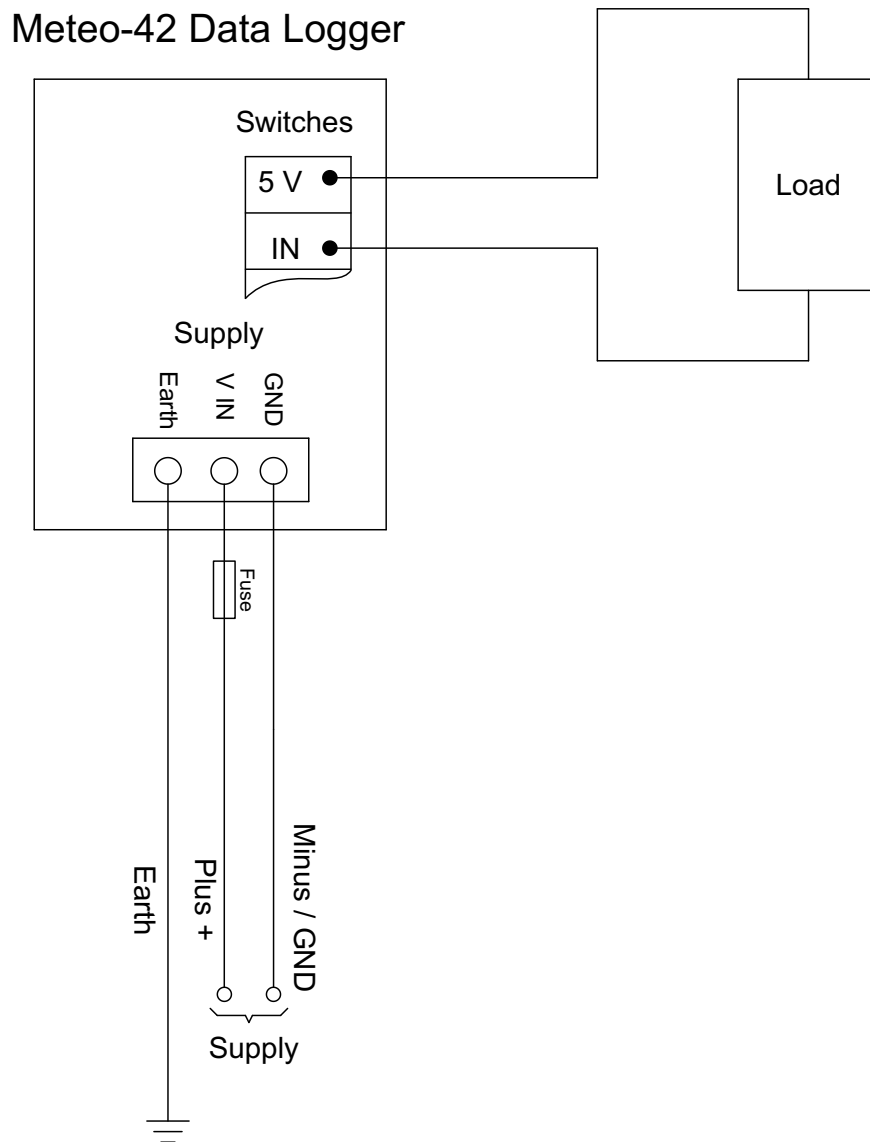 Meteo-42 Data Logger
Switches
5 V
IN
Load
Supply
Earth
V IN
GND
Fuse
Earth
Plus +
Minus / GND
Supply